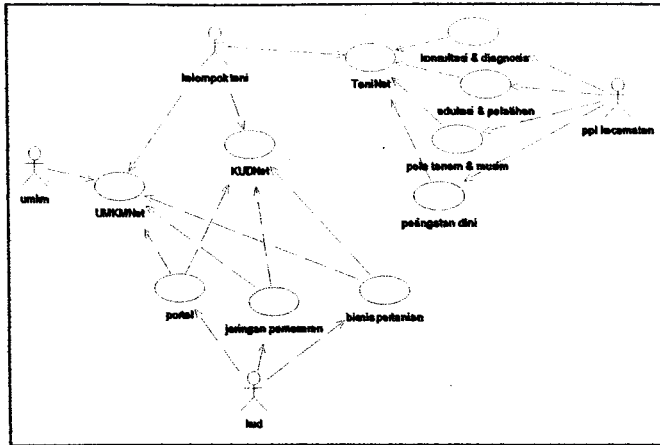 kelompok tani
konsultasi & diagnosis
TaniNet
edukasi & pelatihan
ppl kecamatan
pola tanam & musim
KUDNet
umkm
UMKMNet
peringatan dini
portal
jaringan pemasaran
bisnis pertanian
kud